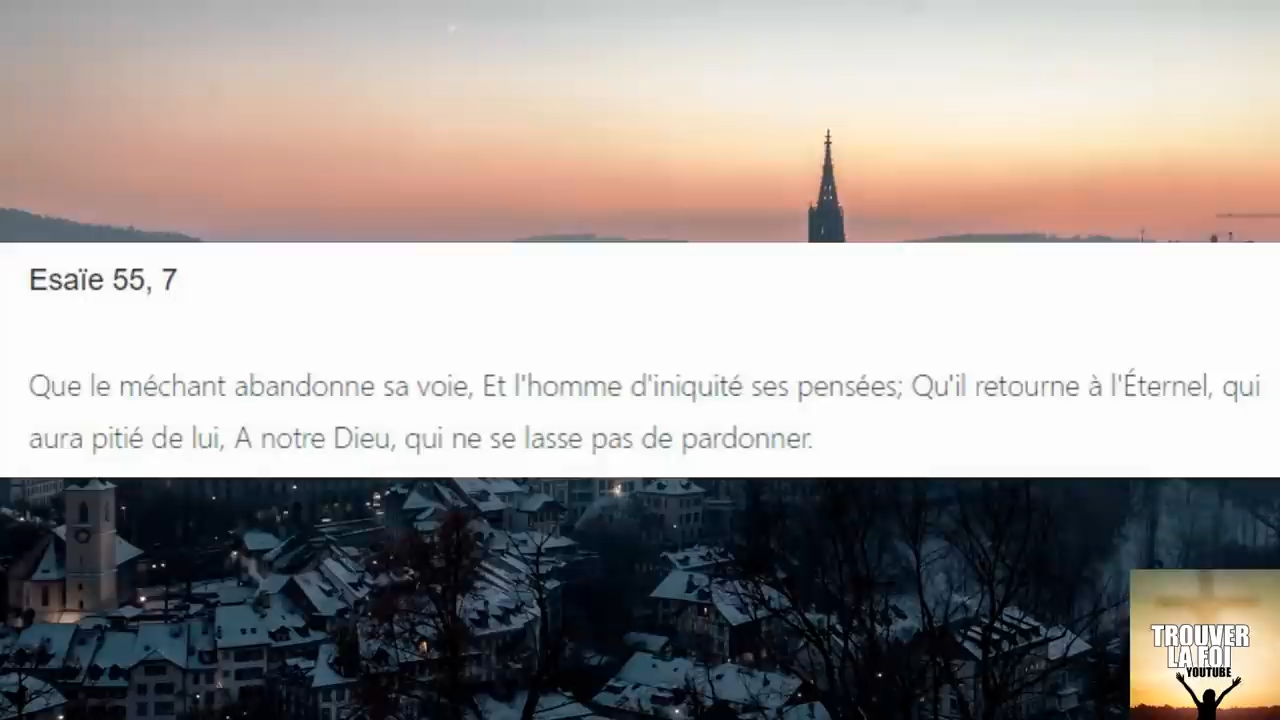 Esaïe 55, 7
Que le méchant abandonne sa voie, Et l'homme d'iniquité ses pensées; Qu'il retourne à l'Éternel, qui
aura pitié de lui, A notre Dieu, qui ne se lasse pas de pardonner.
TROUVER
LA FOI
YOUTUBE